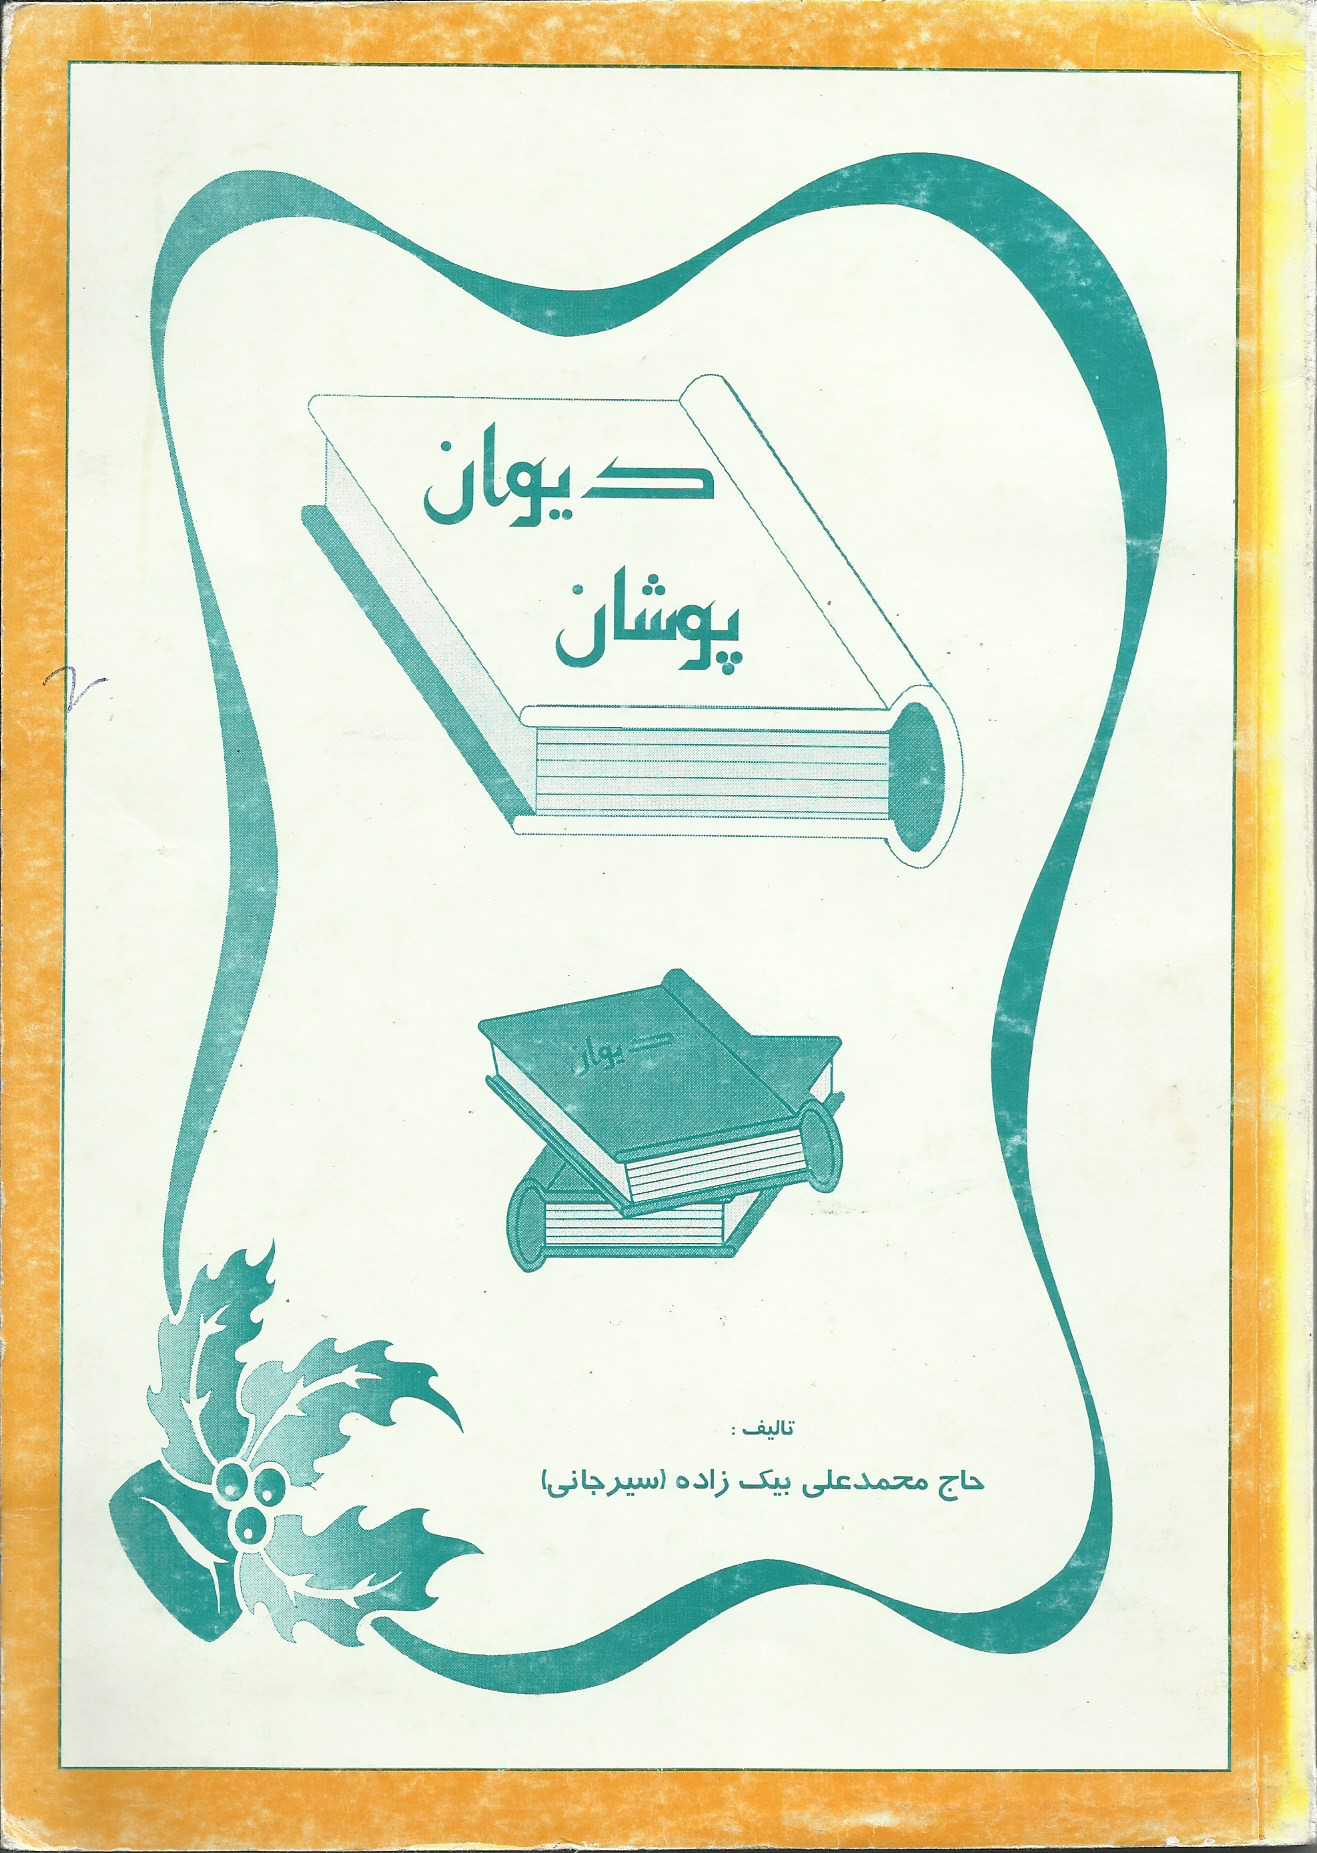 دیوان
پوشان
دیوان
تالیف :
حاج محمدعلی بیک زاده (سیرجانی)